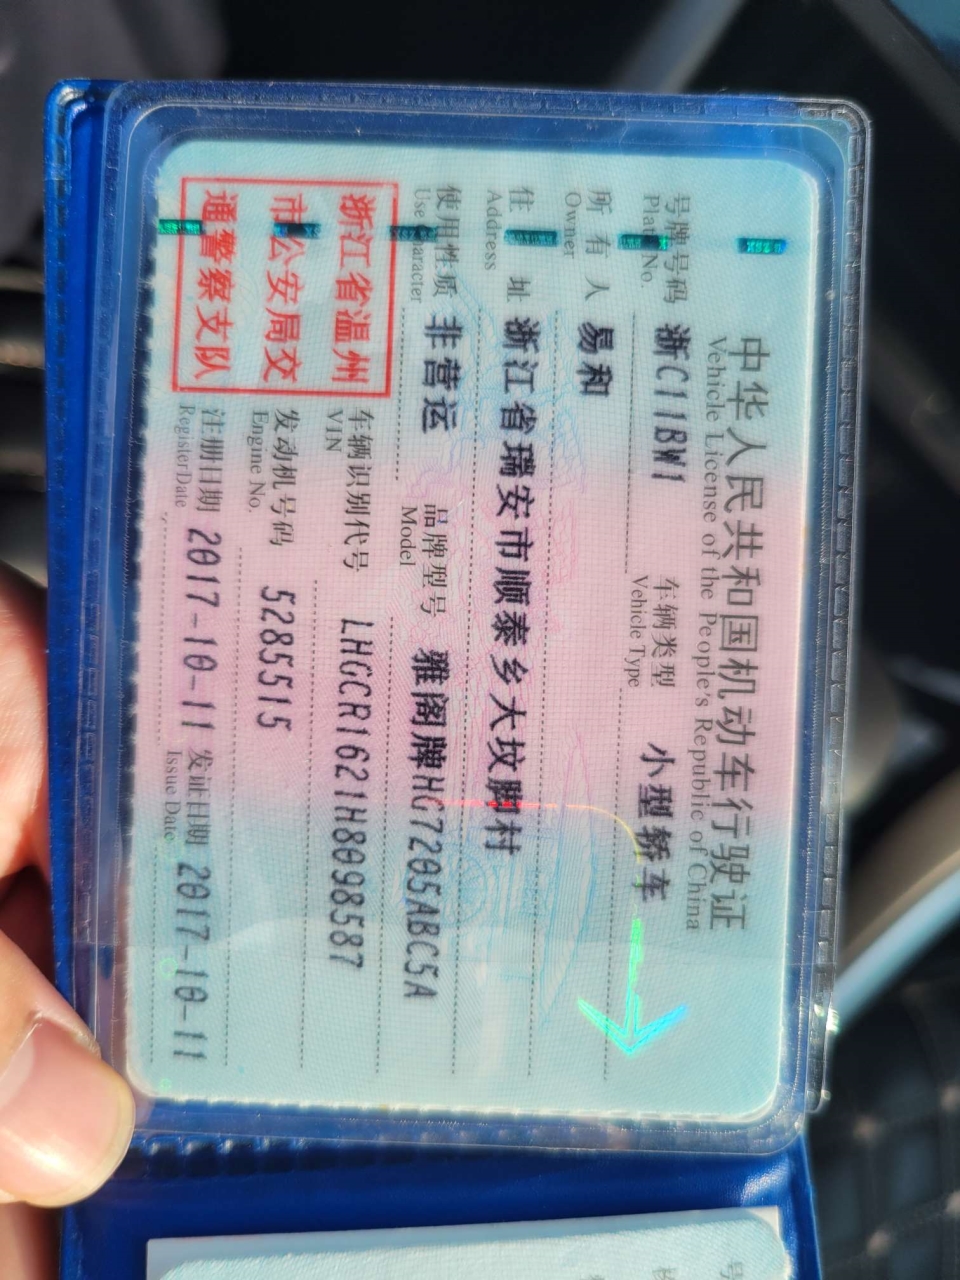 中华人民共和国机动车行驶证
Vehicle License of the People's Republic of China
号牌号码 浙C11BW1 车辆类型 小型轿车
Plate No. Vehicle Type
所有人 易和
Owner
住址 浙江省瑞安市顺泰乡大坟脚村
Address
使用性质 非营运 品牌型号 雅阁牌HG7205ABC5A
Use Character Model
浙江省温州
市公安局交
通警察支队
车辆识别代号 LHGCR1621H8098587
VIN
发动机号码 5285515
Engine No.
注册日期 2017-10-11 发证日期 2017-10-11
Register Date Issue Date
号